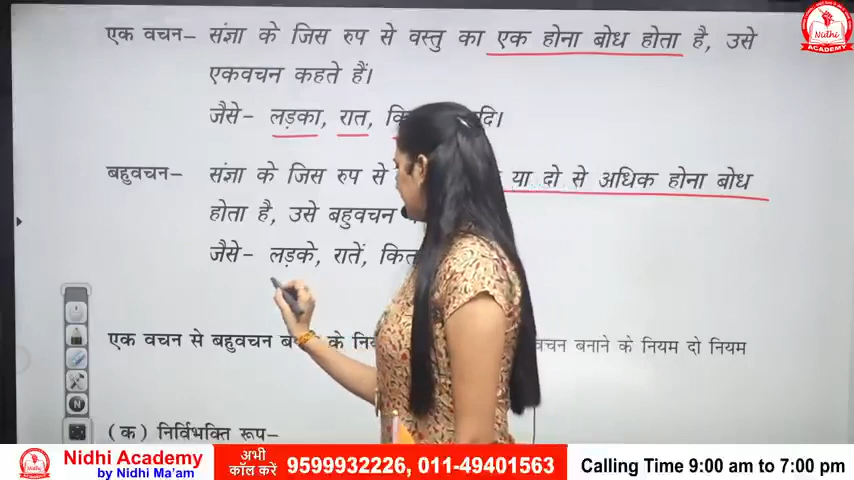 एक वचन– संज्ञा के जिस रुप से वस्तु का एक होना बोध होता है, उसे
एकवचन कहते हैं।
जैसे– लड़का, रात,
बहुवचन– संज्ञा के जिस रुप से या दो से अधिक होना बोध
होता है, उसे बहुवचन
जैसे– लड़के, रातें,
एक वचन से बहुवचन के वचन बनाने के नियम दो नियम
(क) निर्विभक्ति रूप–
Nidhi
ACADEMY
Nidhi Academy
by Nidhi Ma'am
अभी
कॉल करें
9599932226, 011-49401563
Calling Time 9:00 am to 7:00 pm